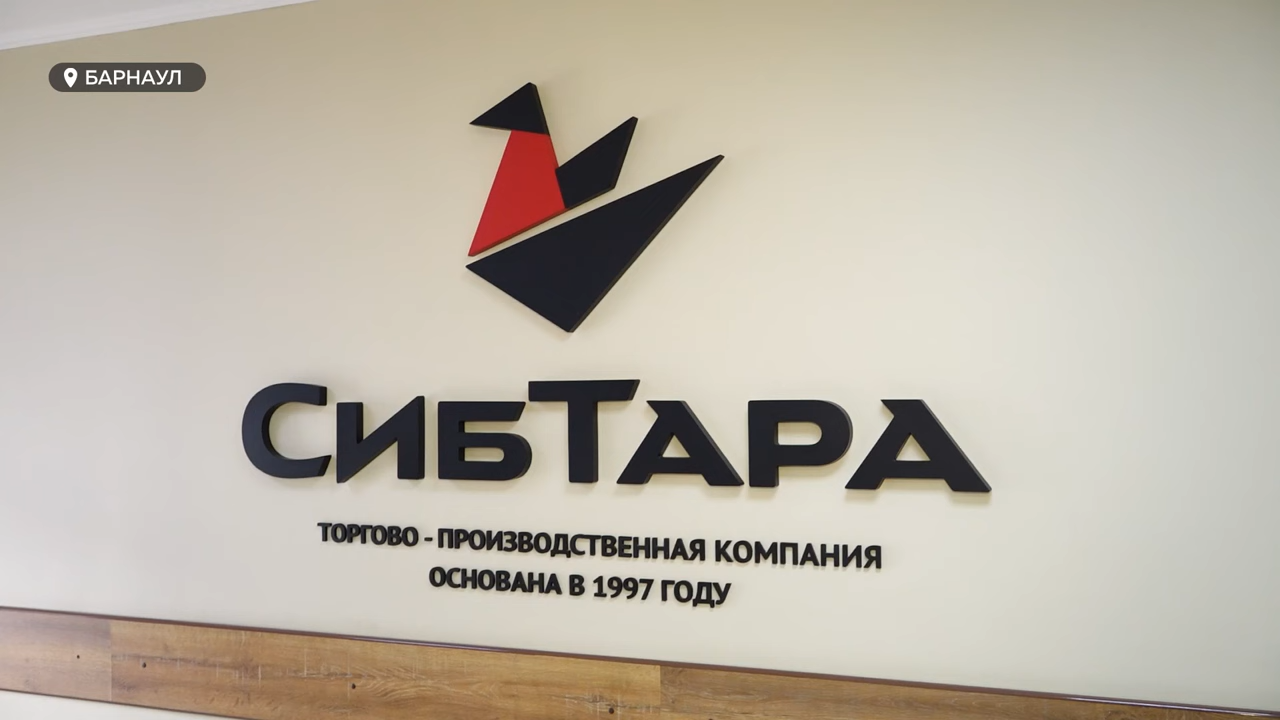 БАРНАУЛ
СИБТАРА
ТОРГОВО - ПРОИЗВОДСТВЕННАЯ КОМПАНИЯ
ОСНОВАНА В 1997 ГОДУ